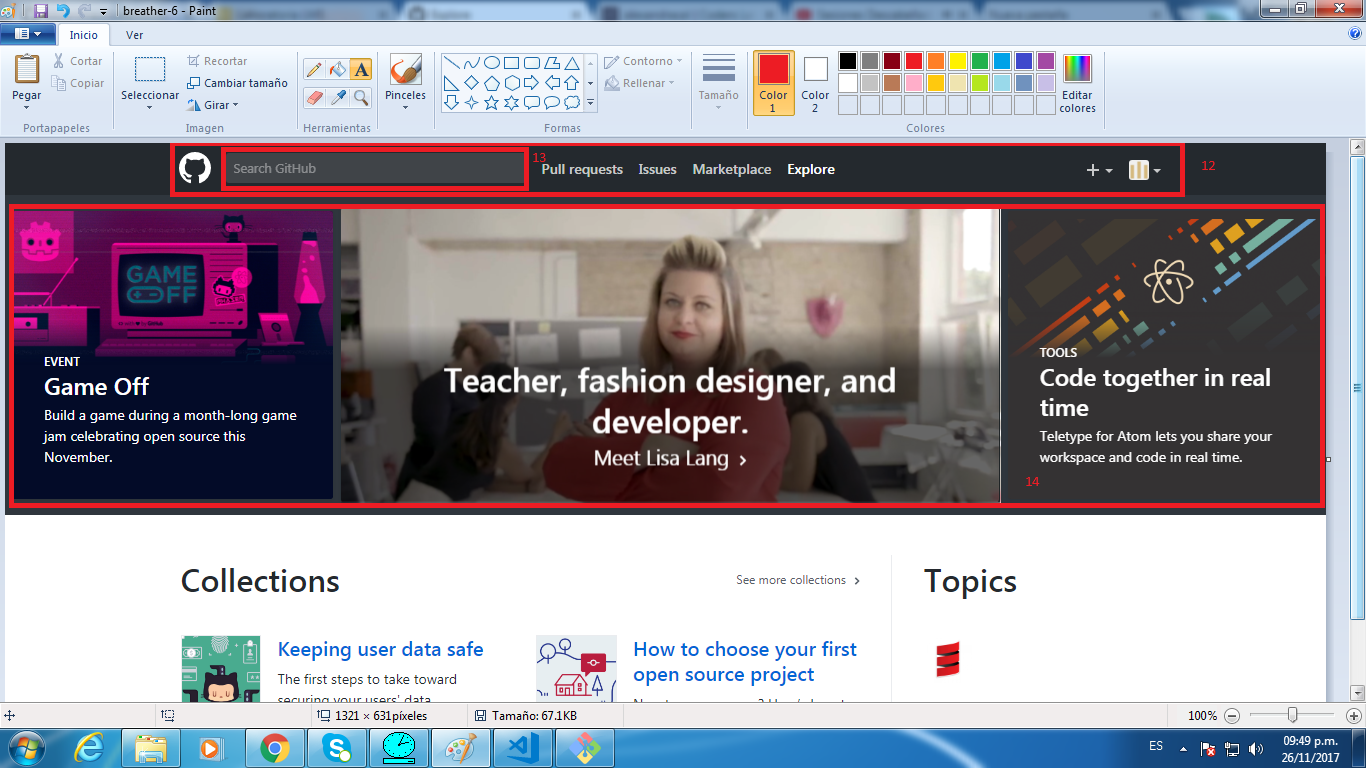 breather-6 - Paint
Inicio
Ver
Pegar
Cortar
Copiar
Portapapeles
Seleccionar
Recortar
Cambiar tamaño
Girar
Imagen
A
Herramientas
Pinceles
Contorno
Rellenar
Formas
Tamaño
Color 1
Color 2
Editar colores
Colores
Search GitHub
13
Pull requests
Issues
Marketplace
Explore
12
GAME OFF
EVENT
Game Off
Build a game during a month-long game
jam celebrating open source this
November.
Teacher, fashion designer, and
developer.
Meet Lisa Lang
TOOLS
Code together in real
time
Teletype for Atom lets you share your
workspace and code in real time.
14
Collections
See more collections
Topics
Keeping user data safe
The first steps to take toward
securing your users' data
How to choose your first
open source project
1321 × 631píxeles
Tamaño: 67.1KB
100%
ES
09:49 p.m.
26/11/2017